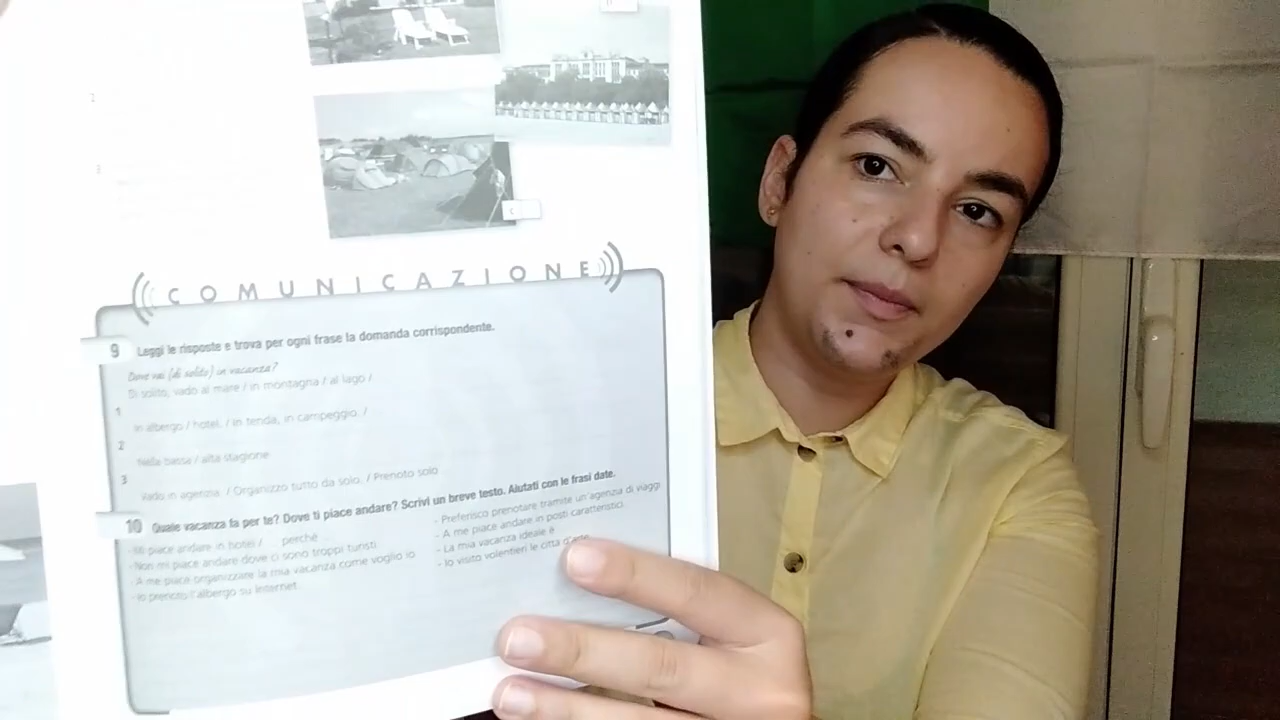 COMUNICAZIONE
9 Leggi le risposte e trova per ogni frase la domanda corrispondente.
Dove vai (di solito) in vacanza?
Di solito, vado al mare / in montagna / al lago /
1
In albergo / hotel. / in tenda, in campeggio. /
2
Nella bassa / alta stagione
3
Vado in agenzia. / Organizzo tutto da solo. / Prenoto solo
10 Quale vacanza fa per te? Dove ti piace andare? Scrivi un breve testo. Aiutati con le frasi date.
- Mi piace andare in hotel / perché
- Non mi piace andare dove ci sono troppi turisti.
- A me piace organizzare la mia vacanza come voglio io
- Io prenoto l'albergo su Internet.
- Preferisco prenotare tramite un'agenzia di viaggi
- A me piace andare in posti caratteristici
- La mia vacanza ideale è
- Io visito volentieri le città d'arte